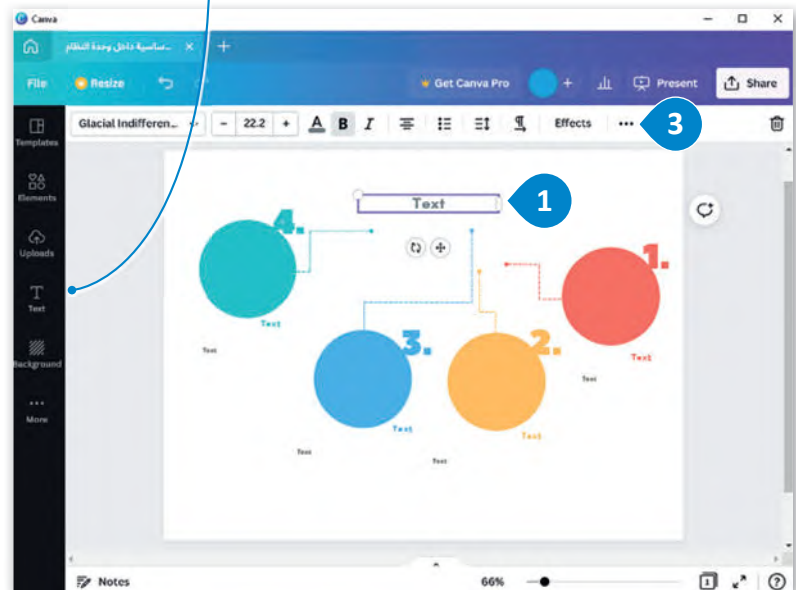 Canva
...ساسية داخل وحدة النظام × +
File Resize Get Canva Pro + Present Share
Glacial Indifferen... - 22.2 + A B I Effects ... 3
Templates
Elements
Uploads
Text
Background
More
Text 1
4.
1.
Text
Text
3.
2.
Text
Text
Text
Text
Text
Text
Notes 66% 1 ?